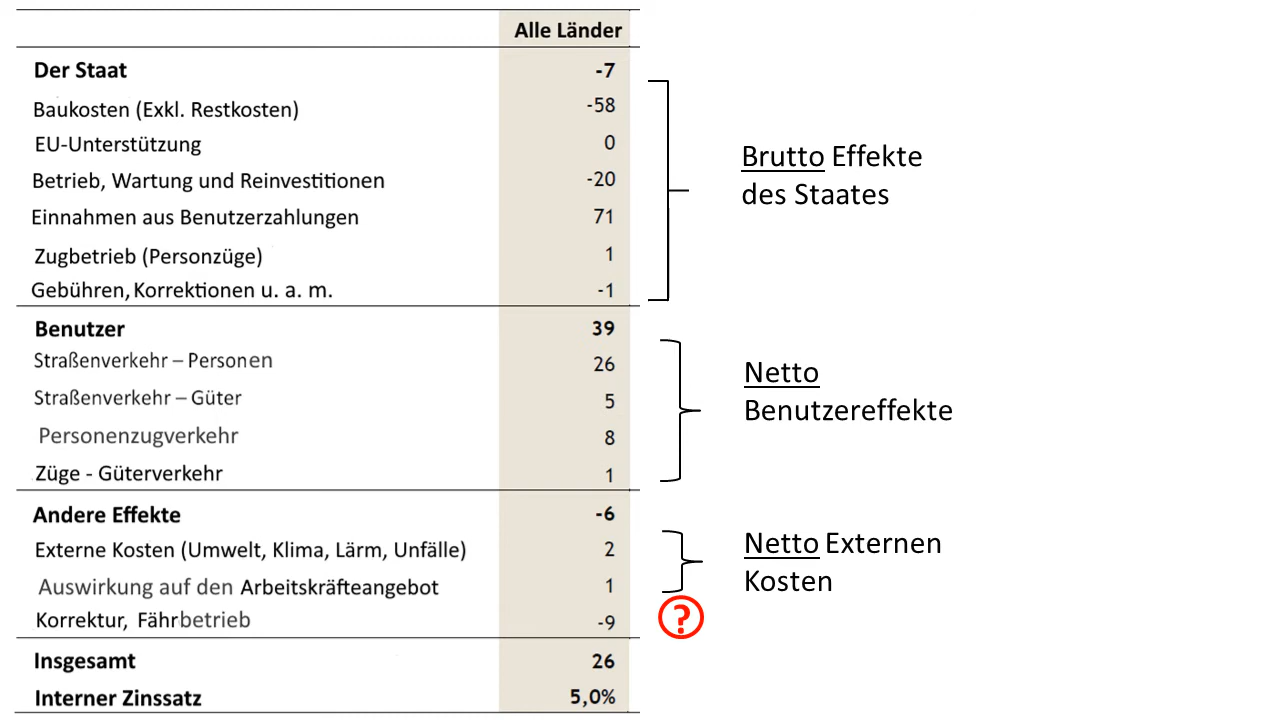 Alle Länder
Der Staat -7
Baukosten (Exkl. Restkosten) -58
EU-Unterstützung 0
Betrieb, Wartung und Reinvestitionen -20
Einnahmen aus Benutzerzahlungen 71
Zugbetrieb (Personzüge) 1
Gebühren, Korrektionen u. a. m. -1
Brutto Effekte
des Staates
Benutzer 39
Straßenverkehr – Personen 26
Straßenverkehr – Güter 5
Personenzugverkehr 8
Züge - Güterverkehr 1
Netto
Benutzereffekte
Andere Effekte -6
Externe Kosten (Umwelt, Klima, Lärm, Unfälle) 2
Auswirkung auf den Arbeitskräfteangebot 1
Korrektur, Fährbetrieb -9
Netto Externen
Kosten
?
Insgesamt 26
Interner Zinssatz 5,0%